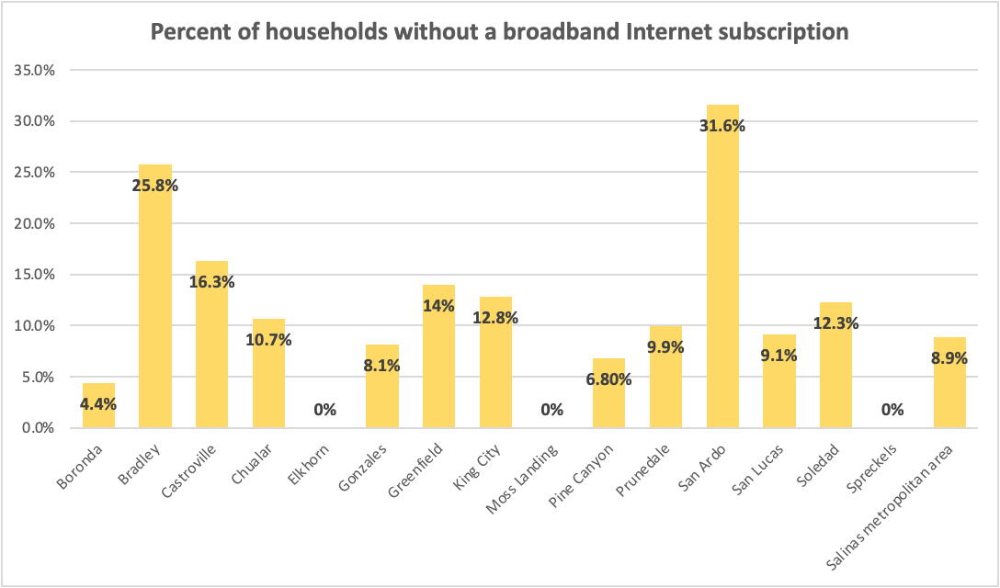 Percent of households without a broadband Internet subscription
35.0%
30.0%
25.0%
20.0%
15.0%
10.0%
5.0%
0.0%
4.4%
25.8%
16.3%
10.7%
0%
8.1%
14%
12.8%
0%
6.80%
9.9%
31.6%
9.1%
12.3%
0%
8.9%
Boronda
Bradley
Castroville
Chualar
Elkhorn
Gonzales
Greenfield
King City
Moss Landing
Pine Canyon
Prunedale
San Ardo
San Lucas
Soledad
Spreckels
Salinas metropolitan area